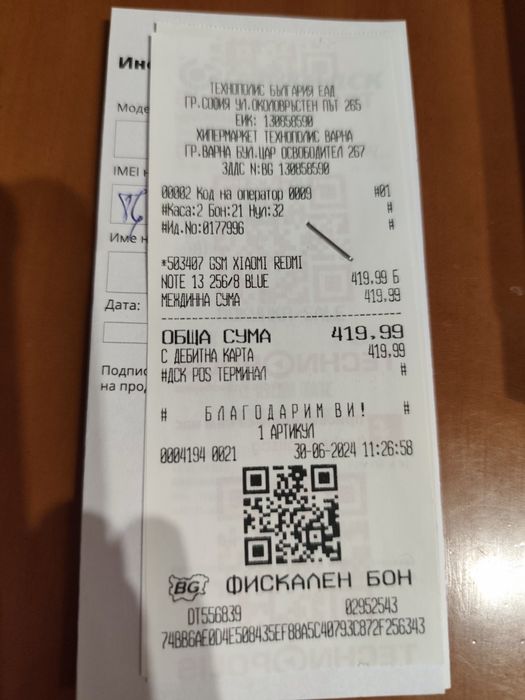 ТЕХНОПОЛИС БЪЛГАРИЯ ЕАД
ГР.СОФИЯ УЛ.ОКОЛОВРЪСТЕН ПЪТ 265
ЕИК: 130858590
ХИПЕРМАРКЕТ ТЕХНОПОЛИС ВАРНА
ГР.ВАРНА БУЛ.ЦАР ОСВОБОДИТЕЛ 267
ЗДДС N:BG 130858590
00002 Код на оператор 0009 #01
#Каса:2 Бон:21 Нул:32 #
#Ид.No:0177996 #
*503407 GSM XIAOMI REDMI
NOTE 13 256/8 BLUE 419.99 Б
МЕЖДИННА СУМА 419.99
ОБЩА СУМА 419.99
С ДЕБИТНА КАРТА 419.99
#ДСК POS ТЕРМИНАЛ #
# БЛАГОДАРИМ ВИ! #
1 АРТИКУЛ
0004194 0021 30-06-2024 11:26:58
BG ФИСКАЛЕН БОН
DT556839 02952543
74BB6AE0D4E508435EF88A5C40793C872F256343
Моде
IMEI н
Име н
Дата:
Подпис
на прод